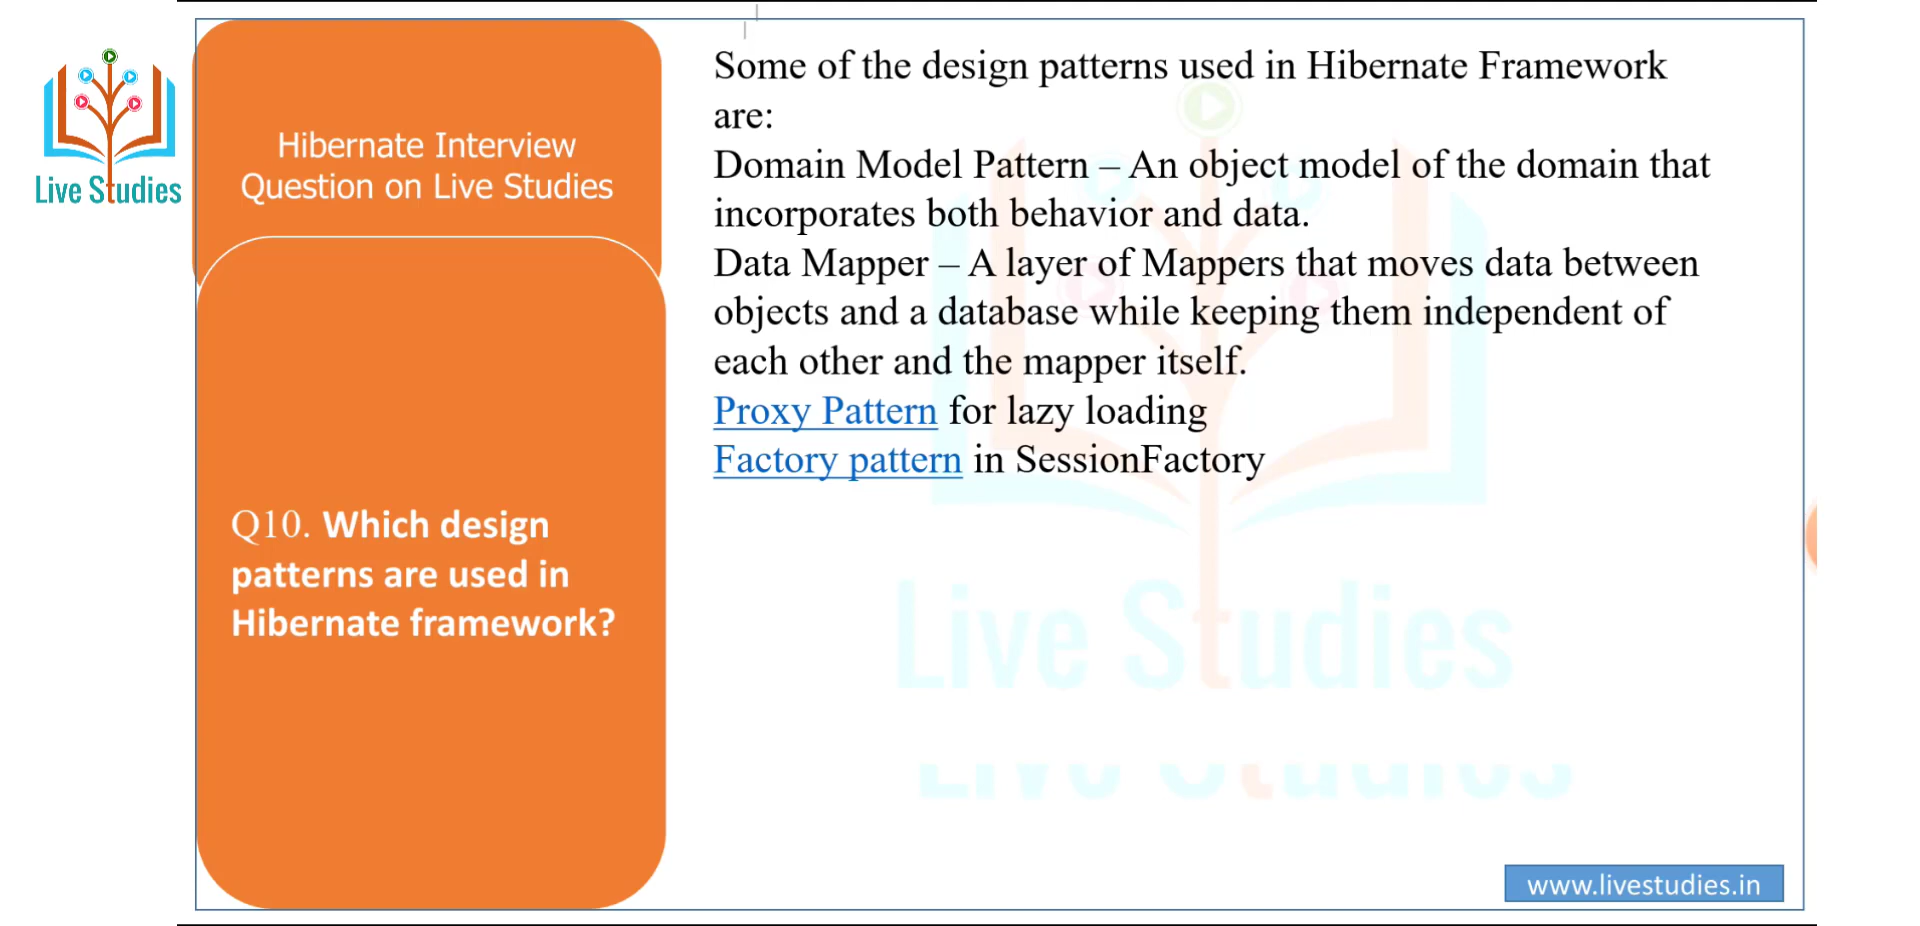 Live Studies
Hibernate Interview
Question on Live Studies
Q10. Which design
patterns are used in
Hibernate framework?
Some of the design patterns used in Hibernate Framework
are:
Domain Model Pattern – An object model of the domain that
incorporates both behavior and data.
Data Mapper – A layer of Mappers that moves data between
objects and a database while keeping them independent of
each other and the mapper itself.
Proxy Pattern for lazy loading
Factory pattern in SessionFactory
Live Studies
Live Studies
www.livestudies.in